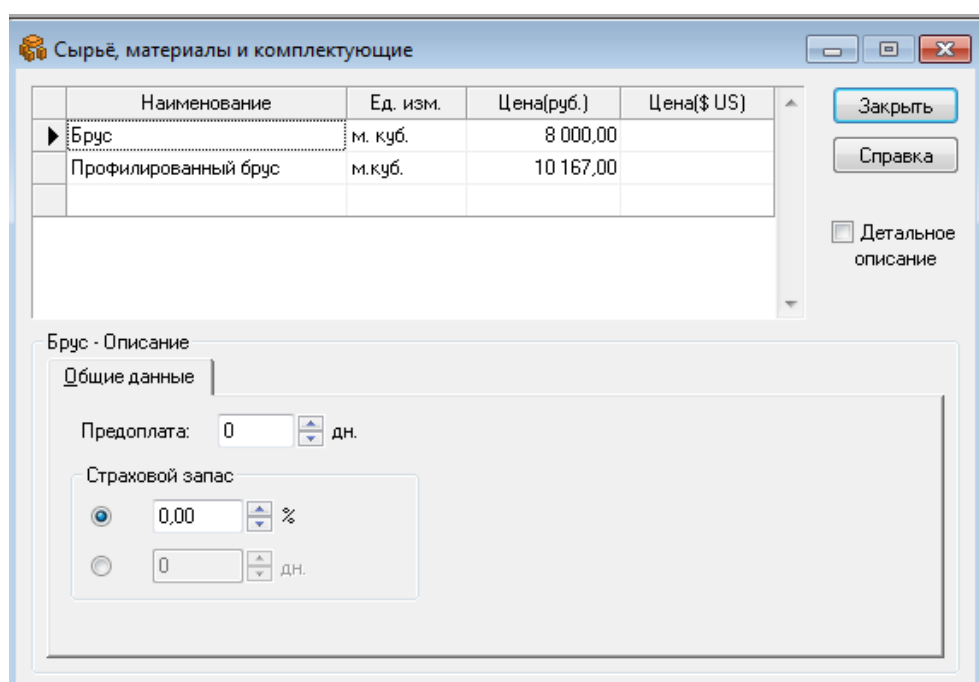 Сырьё, материалы и комплектующие
Наименование Ед. изм. Цена(руб.) Цена($ US)
Брус м. куб. 8 000,00
Профилированный брус м.куб. 10 167,00
Закрыть
Справка
Детальное
описание
Брус - Описание
Общие данные
Предоплата: 0 дн.
Страховой запас
0,00 %
0 дн.